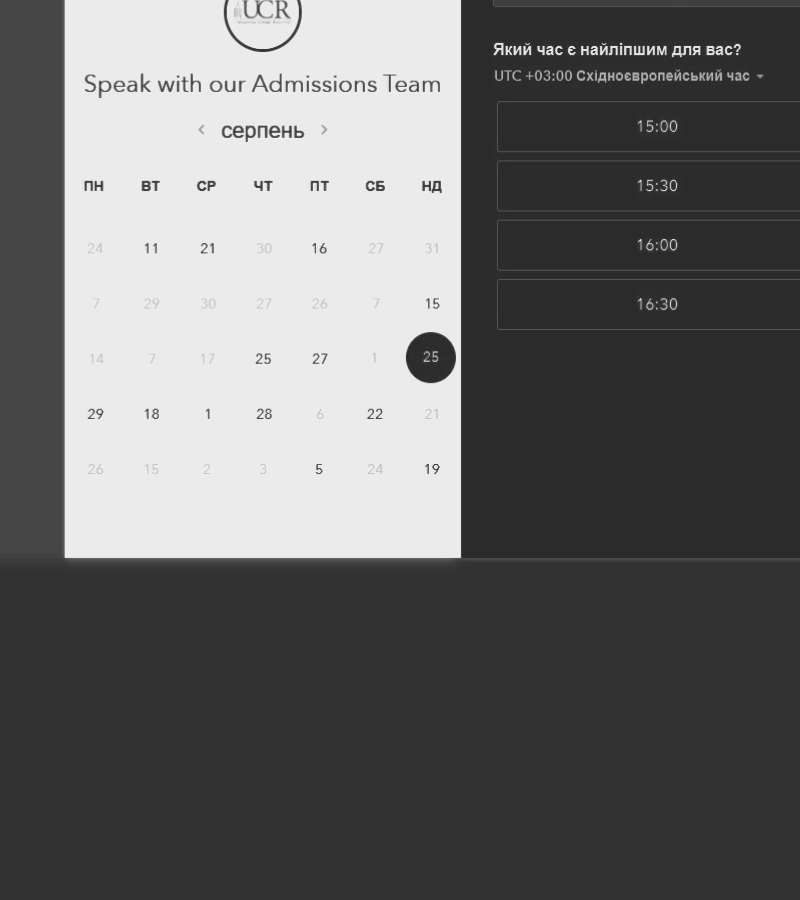 UCR
Speak with our Admissions Team
серпень
ПН ВТ СР ЧТ ПТ СБ НД
24 11 21 30 16 27 31
7 29 30 27 26 7 15
14 7 17 25 27 1 25
29 18 1 28 6 22 21
26 15 2 3 5 24 19
Який час є найліпшим для вас?
UTC +03:00 Східноєвропейський час
15:00
15:30
16:00
16:30